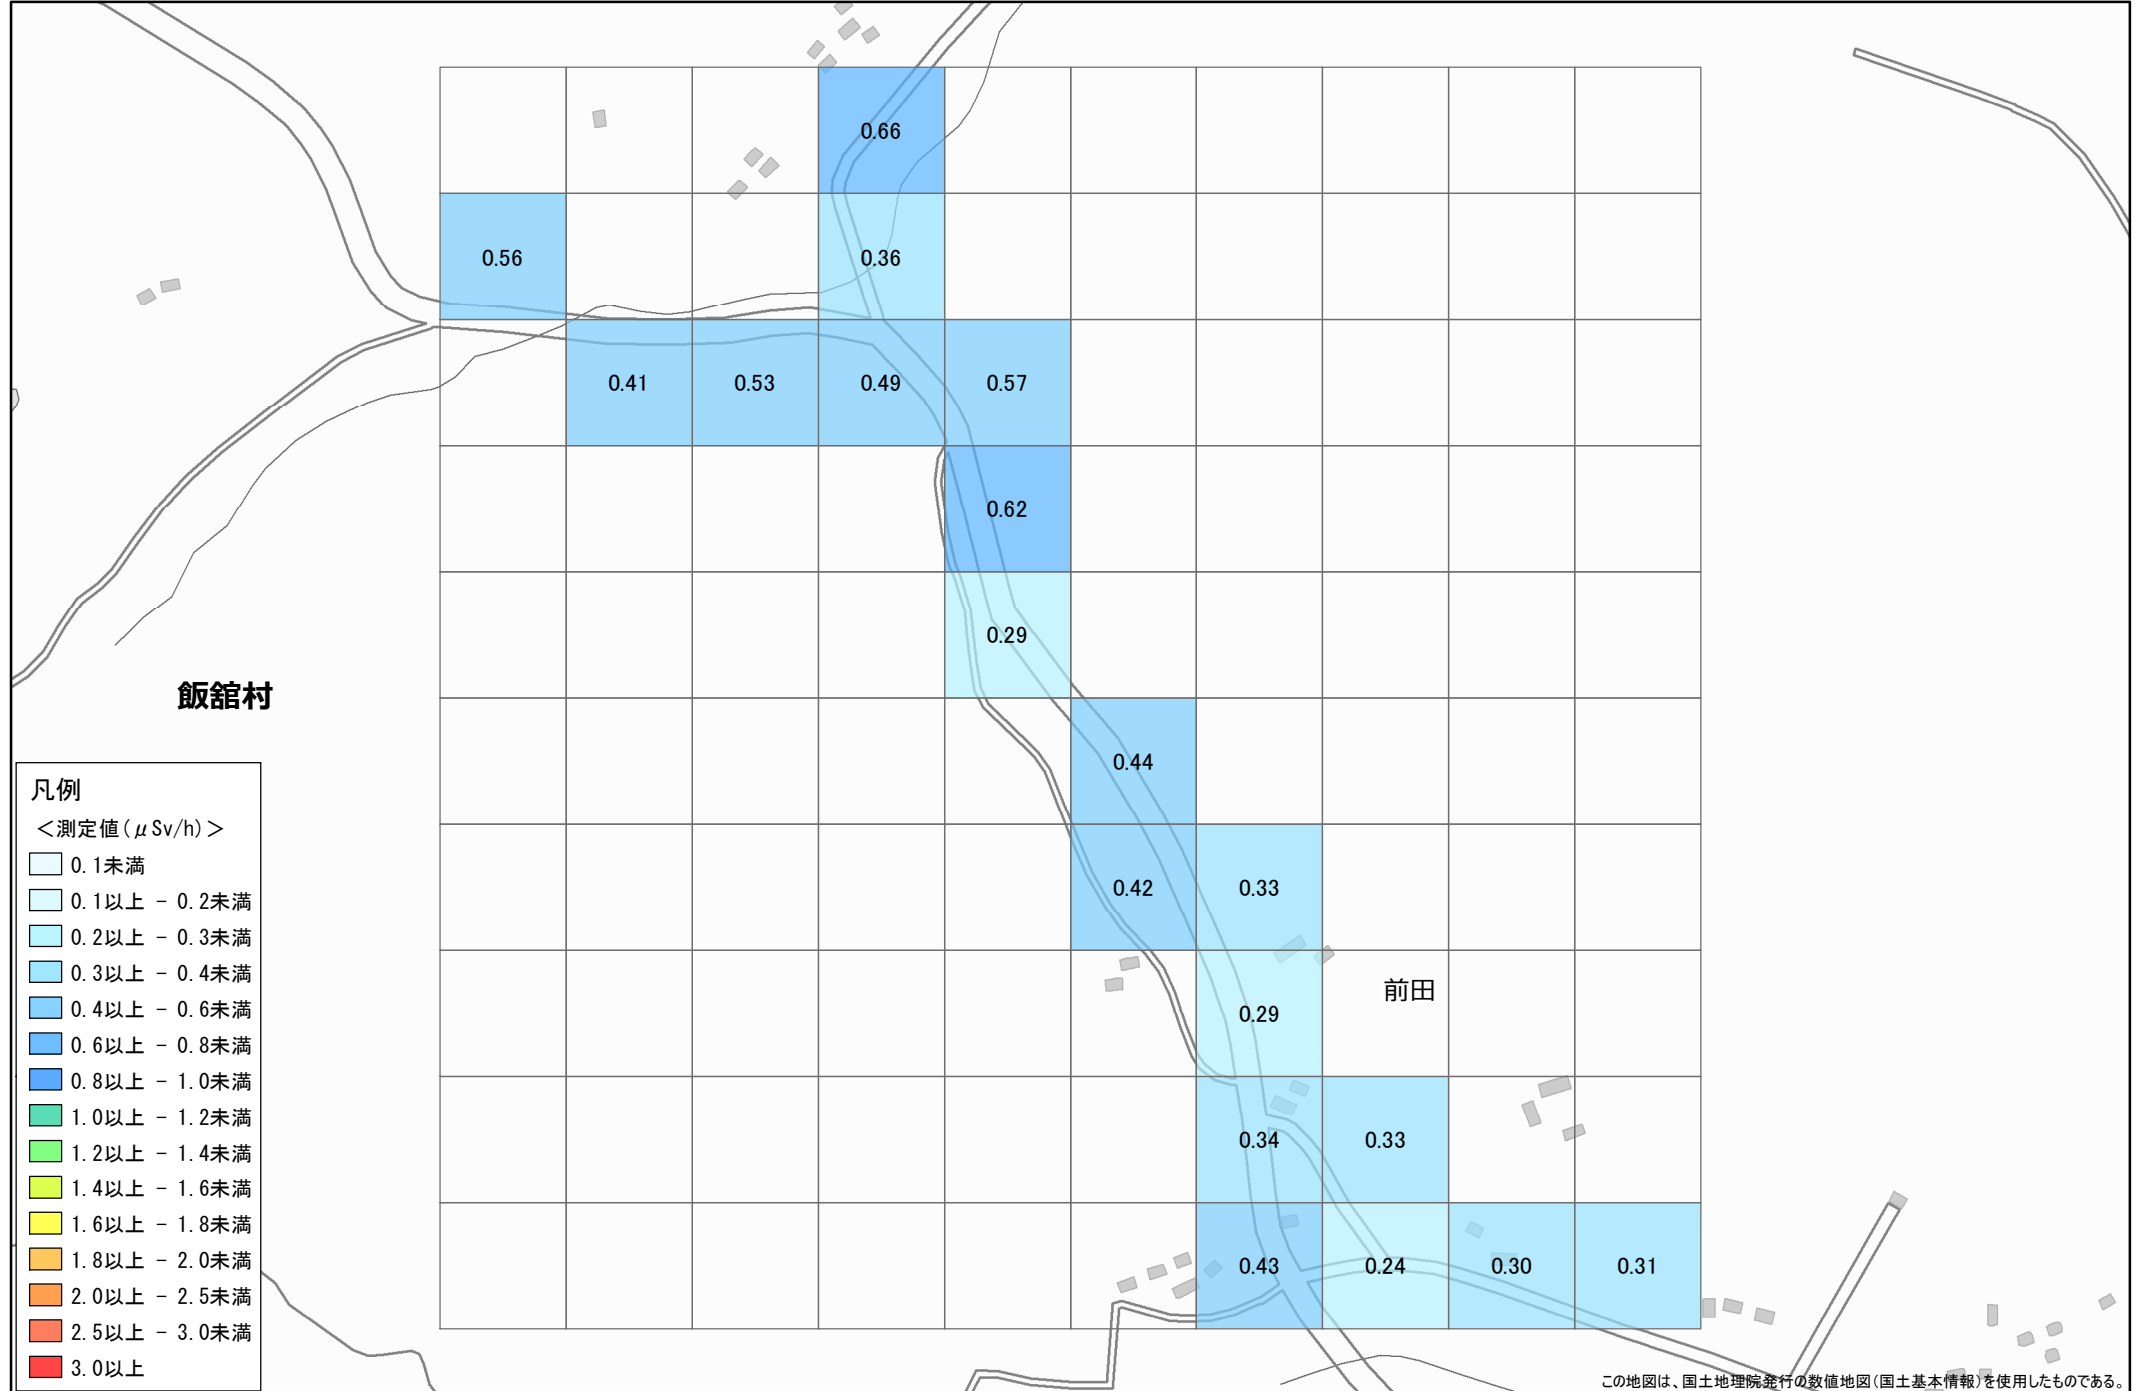 0.66
0.56
0.36
0.41
0.53
0.49
0.57
0.62
0.29
飯舘村
0.44
0.42
0.33
前田
0.29
0.34
0.33
0.43
0.24
0.30
0.31
凡例
＜測定値(μSv/h)＞
0.1未満
0.1以上 － 0.2未満
0.2以上 － 0.3未満
0.3以上 － 0.4未満
0.4以上 － 0.6未満
0.6以上 － 0.8未満
0.8以上 － 1.0未満
1.0以上 － 1.2未満
1.2以上 － 1.4未満
1.4以上 － 1.6未満
1.6以上 － 1.8未満
1.8以上 － 2.0未満
2.0以上 － 2.5未満
2.5以上 － 3.0未満
3.0以上
この地図は、国土地理院発行の数値地図(国土基本情報)を使用したものである。